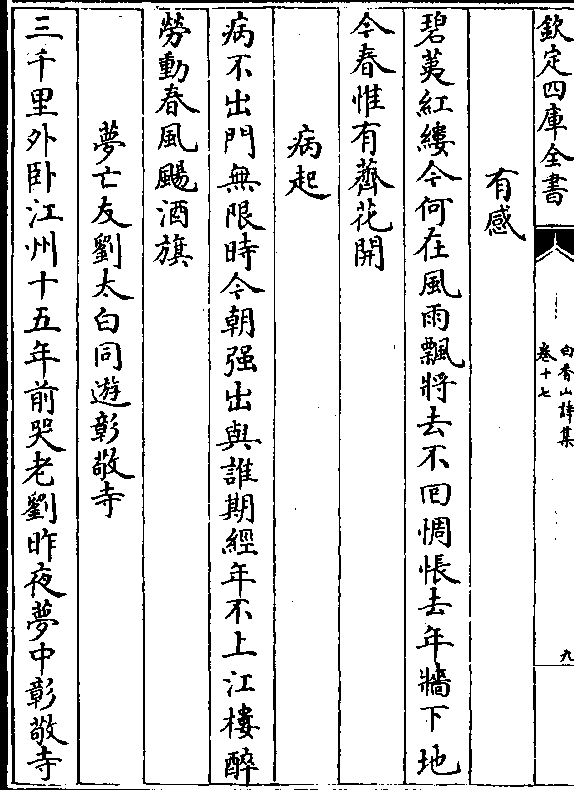 欽定四庫全書
白香山詩集
卷十七
九
有感
碧荑紅縷今何在風雨飄將去不囘惆悵去年牆下地
今春惟有薺花開
病起
病不出門無限時今朝强出與誰期經年不上江樓醉
勞動春風颺酒旗
夢亡友劉太白同遊彰敬寺
三千里外卧江州十五年前哭老劉昨夜夢中彰敬寺